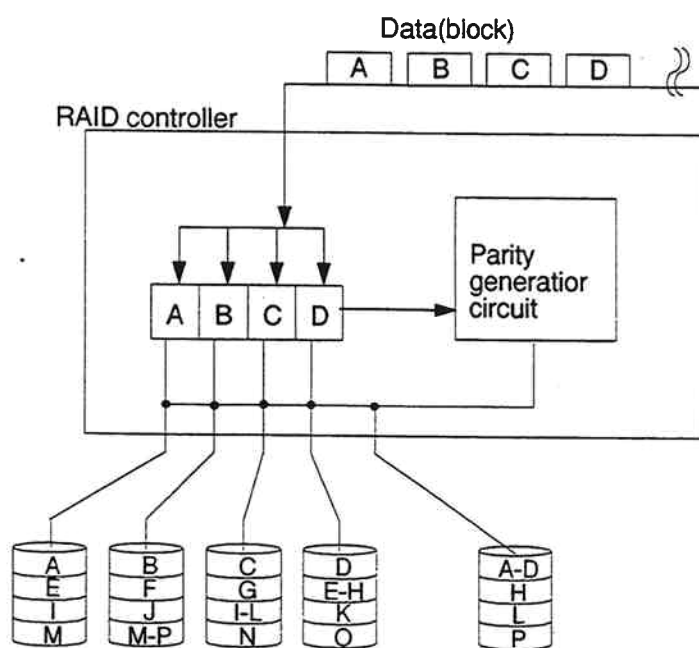 Data(block)
A B C D
RAID controller
Parity
generatior
circuit
A B C D
A B C D A-D
E F G E-H H
I J I-L K L
M M-P N O P